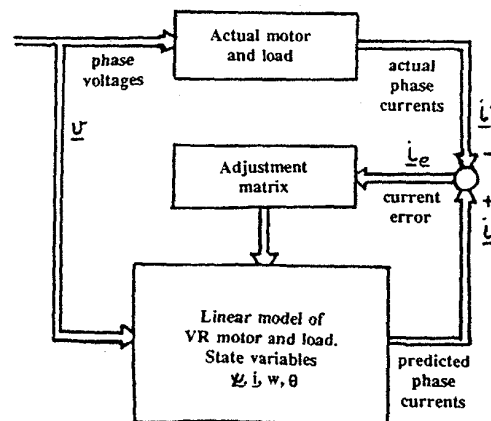 Actual motor
and load
phase
voltages
actual
phase
currents
v
i'
-
i_e
Adjustment
matrix
current
error
+
i
Linear model of
VR motor and load.
State variables
ψ, i, w, θ
predicted
phase
currents